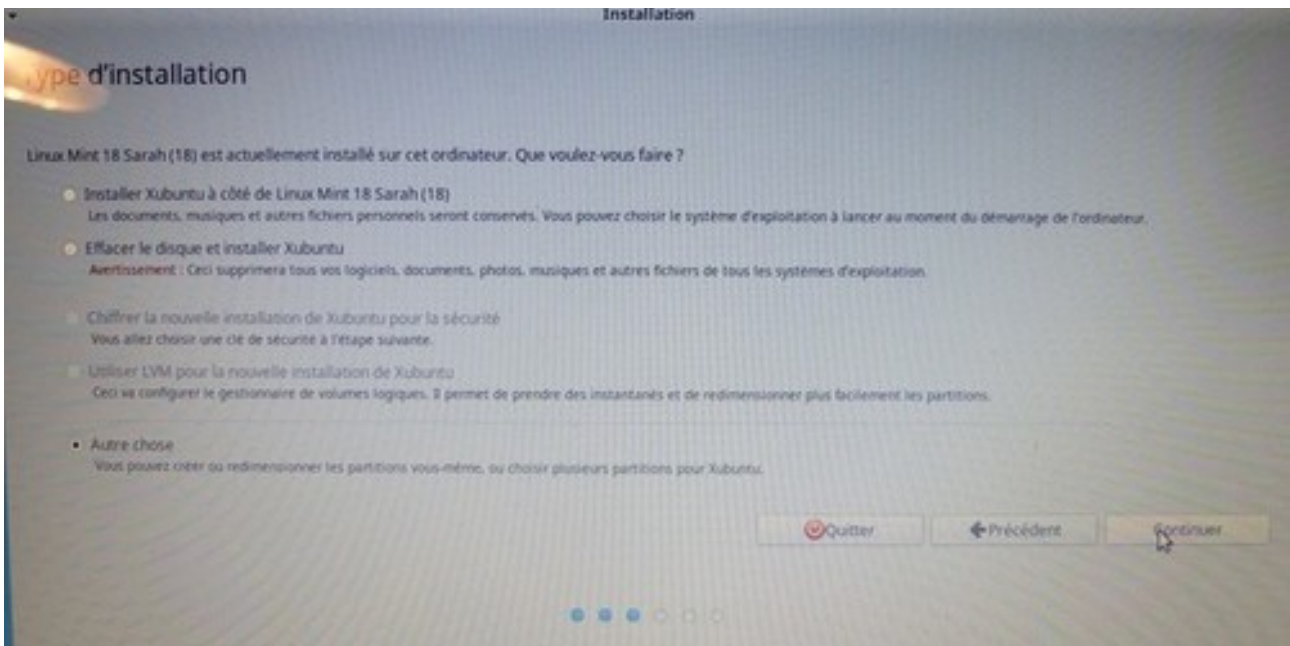 Installation
Type d'installation
Linux Mint 18 Sarah (18) est actuellement installé sur cet ordinateur. Que voulez-vous faire ?
Installer Xubuntu à côté de Linux Mint 18 Sarah (18)
Les documents, musiques et autres fichiers personnels seront conservés. Vous pouvez choisir le système d'exploitation à lancer au moment du démarrage de l'ordinateur.
Effacer le disque et installer Xubuntu
Avertissement : Ceci supprimera tous vos logiciels, documents, photos, musiques et autres fichiers de tous les systèmes d'exploitation.
Chiffrer la nouvelle installation de Xubuntu pour la sécurité
Vous allez choisir une clé de sécurité à l'étape suivante.
Utiliser LVM pour la nouvelle installation de Xubuntu
Ceci va configurer le gestionnaire de volumes logiques. Il permet de prendre des instantanés et de redimensionner plus facilement les partitions.
Autre chose
Vous pouvez créer ou redimensionner les partitions vous-même, ou choisir plusieurs partitions pour Xubuntu.
Quitter
Précédent
Continuer